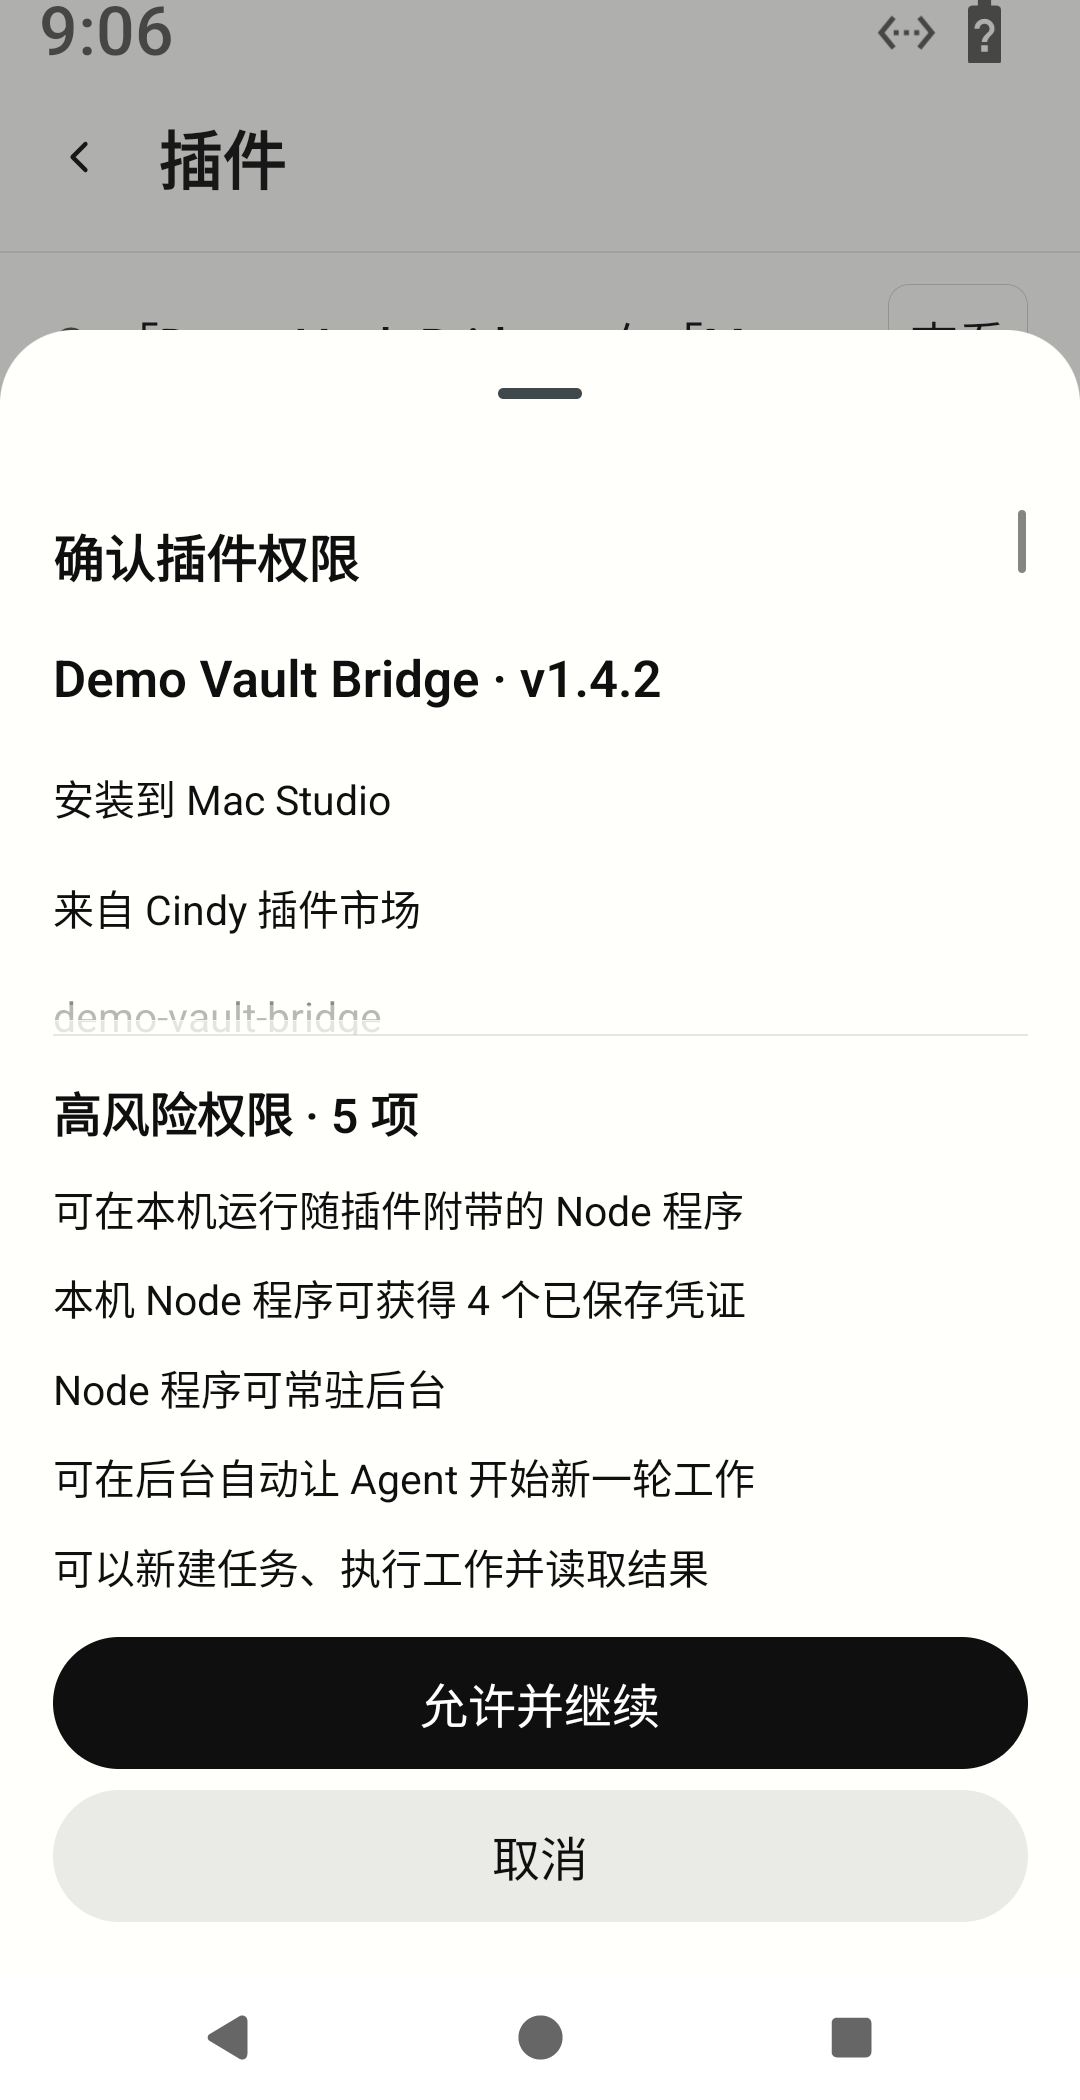 9:06
插件
确认插件权限
Demo Vault Bridge · v1.4.2
安装到 Mac Studio
来自 Cindy 插件市场
demo-vault-bridge
高风险权限 · 5 项
可在本机运行随插件附带的 Node 程序
本机 Node 程序可获得 4 个已保存凭证
Node 程序可常驻后台
可在后台自动让 Agent 开始新一轮工作
可以新建任务、执行工作并读取结果
允许并继续
取消